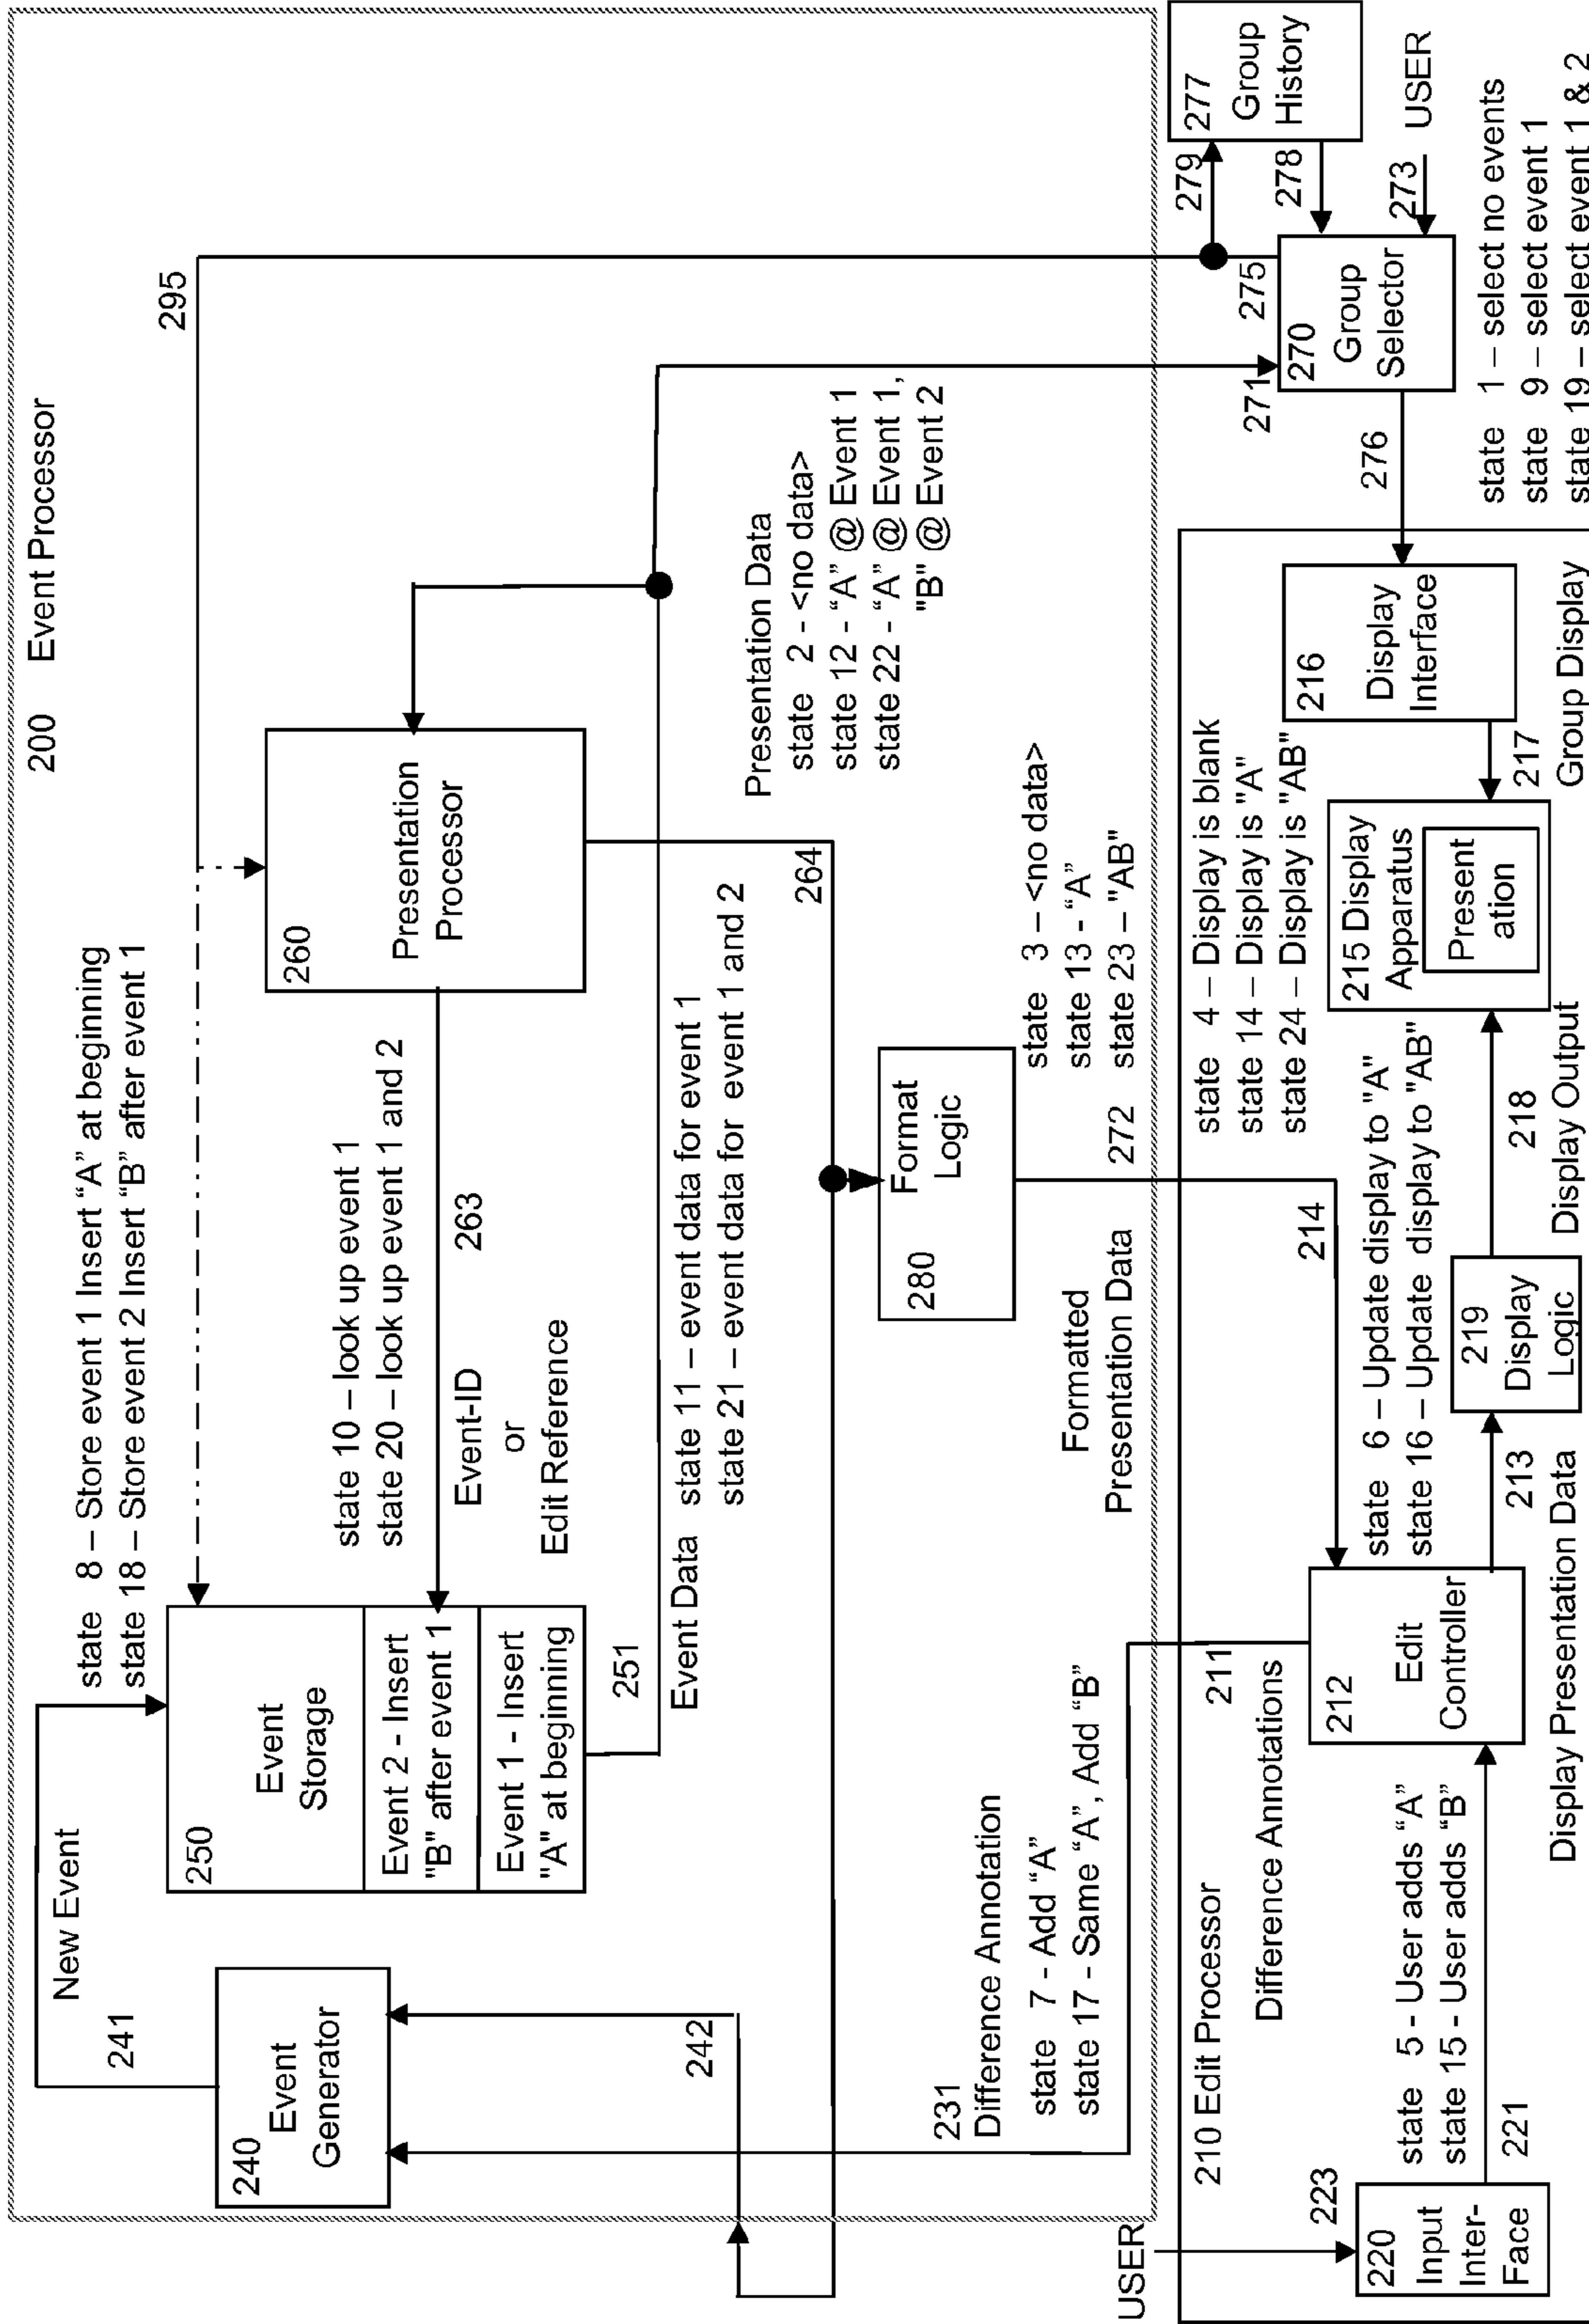 200 Event Processor
New Event
241
state 8 – Store event 1 Insert “A” at beginning
state 18 – Store event 2 Insert "B” after event 1
295
240
Event
Generator
250
Event
Storage
Event 2 - Insert
"B" after event 1
Event 1 - Insert
"A" at beginning
251
state 10 – look up event 1
state 20 – look up event 1 and 2
Event-ID
263
or
Edit Reference
260
Presentation
Processor
Event Data state 11 – event data for event 1
state 21 – event data for event 1 and 2
242
264
Presentation Data
state 2 - <no data>
state 12 - “A” @ Event 1
state 22 - “A” @ Event 1,
"B" @ Event 2
280
Format
Logic
231
Difference Annotation
state 7 - Add “A”
state 17 - Same “A”, Add “B”
Formatted
Presentation Data
272
state 3 – <no data>
state 13 - “A”
state 23 – "AB"
271
275
279
277
Group
History
278
270
Group
Selector
273
USER
276
state 1 – select no events
state 9 – select event 1
state 19 – select event 1 & 2
USER
223
210 Edit Processor
Difference Annotations
211
214
220
Input
Inter-
Face
state 5 - User adds “A”
state 15 - User adds “B”
221
212
Edit
Controller
state 6 – Update display to "A"
state 16 – Update display to "AB"
213
Display Presentation Data
219
Display
Logic
218
Display Output
state 4 – Display is blank
state 14 – Display is "A"
state 24 – Display is "AB"
215 Display
Apparatus
Present
ation
217
216
Display
Interface
Group Display